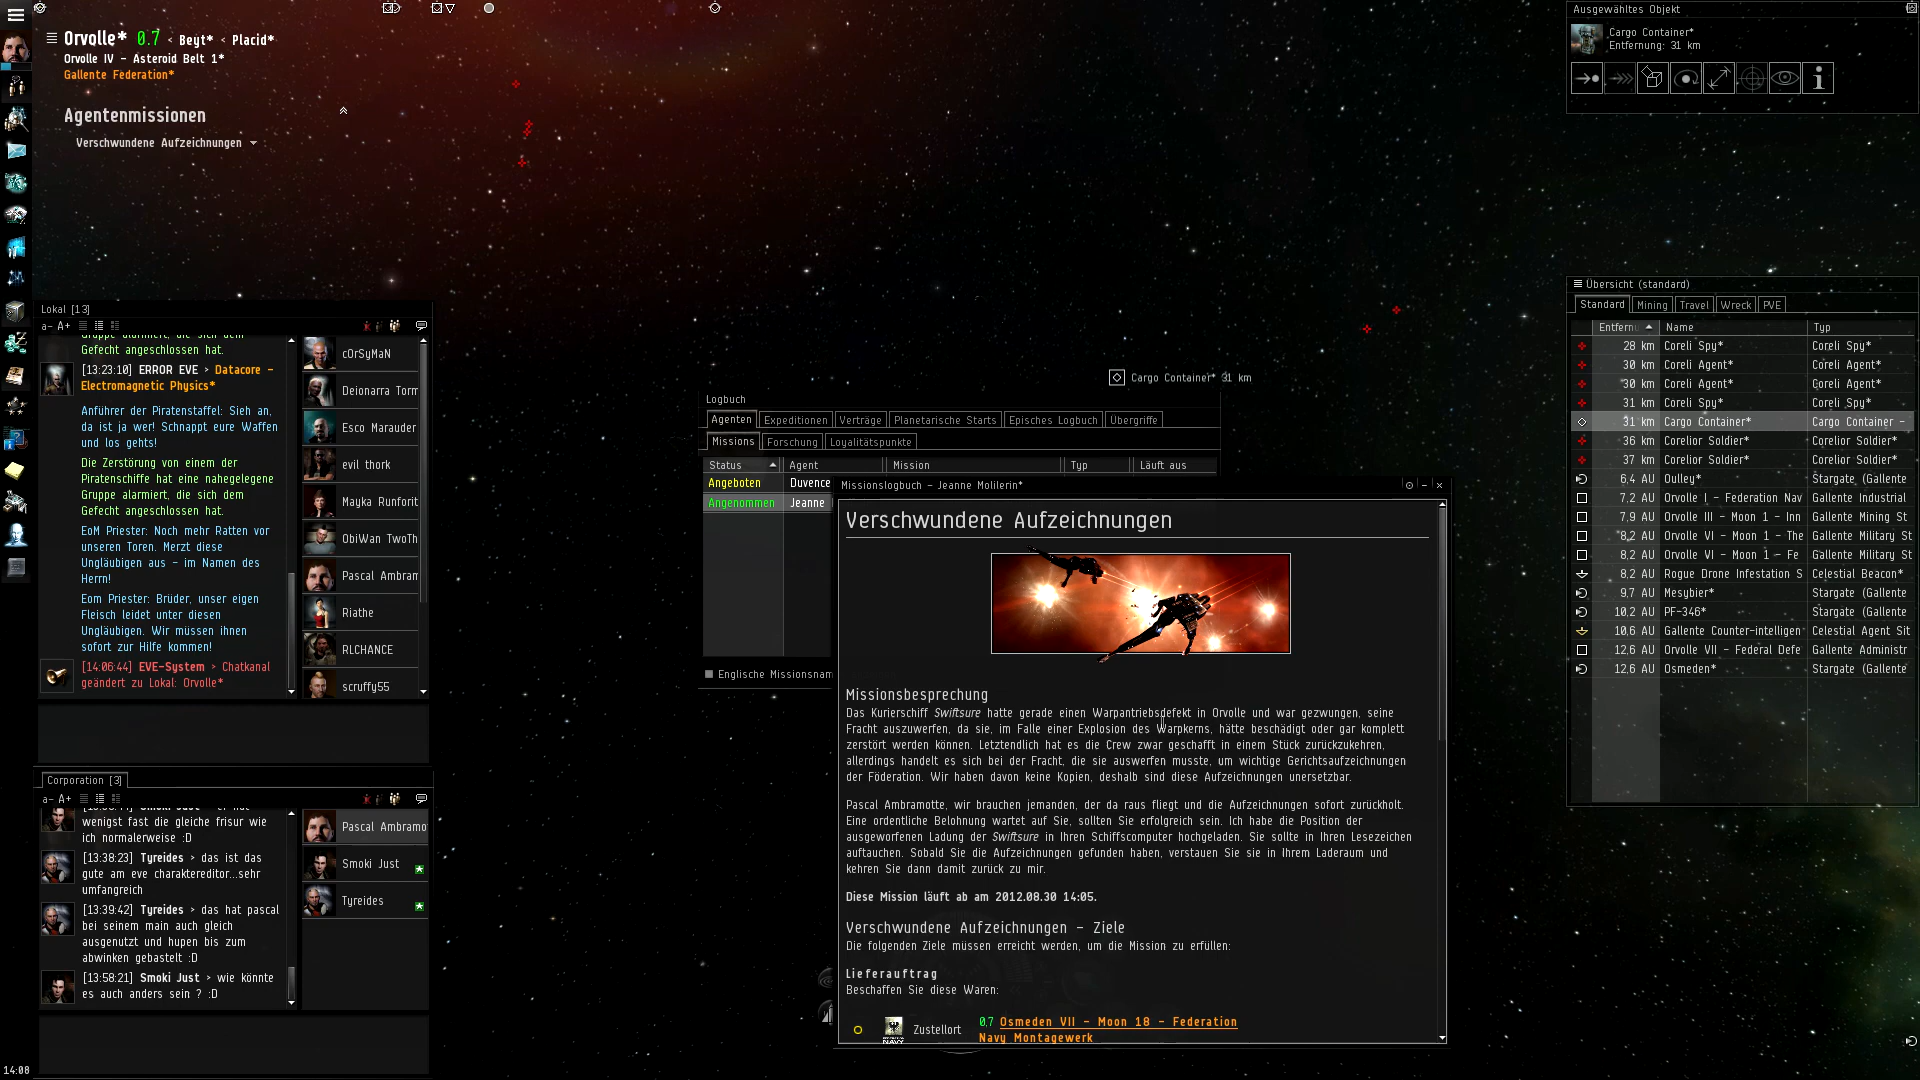 Orvolle* 0.7 < Beyt* < Placid*
Orvolle IV - Asteroid Belt 1*
Gallente Federation*
Agentenmissionen
Verschwundene Aufzeichnungen
Ausgewähltes Objekt
Cargo Container*
Entfernung: 31 km
Lokal [13]
a- A+
Gruppe alarmiert, die sich dem
Gefecht angeschlossen hat.
[13:23:10] ERROR EVE > Datacore -
Electromagnetic Physics*
Anführer der Piratenstaffel: Sieh an,
da ist ja wer! Schnappt eure Waffen
und los gehts!
Die Zerstörung von einem der
Piratenschiffe hat eine nahegelegene
Gruppe alarmiert, die sich dem
Gefecht angeschlossen hat.
EoM Priester: Noch mehr Ratten vor
unseren Toren. Merzt diese
Ungläubigen aus - im Namen des
Herrn!
Eom Priester: Brüder, unser eigen
Fleisch leidet unter diesen
Ungläubigen. Wir müssen ihnen
sofort zur Hilfe kommen!
[14:06:44] EVE-System > Chatkanal
geändert zu Lokal: Orvolle*
cOrSyMaN
Deionarra Torm
Esco Marauder
evil thork
Mayka Runforit
ObiWan TwoTh
Pascal Ambram
Riathe
RLCHANCE
scruffy55
Corporation [3]
a- A+
wenigst fast die gleiche frisur wie
ich normalerweise :D
[13:38:23] Tyreides > das ist das
gute am eve charaktereditor...sehr
umfangreich
[13:39:42] Tyreides > das hat pascal
bei seinem main auch gleich
ausgenutzt und hupen bis zum
abwinken gebastelt :D
[13:58:21] Smoki Just > wie könnte
es auch anders sein ? :D
Pascal Ambramo
Smoki Just
Tyreides
14:08
Cargo Container* 31 km
Logbuch
Agenten Expeditionen Verträge Planetarische Starts Episches Logbuch Übergriffe
Missions Forschung Loyalitätspunkte
Status Agent Mission Typ Läuft aus
Angeboten Duvence
Angenommen Jeanne
Englische Missionsnam
Missionslogbuch - Jeanne Molilerin*
Verschwundene Aufzeichnungen
Missionsbesprechung
Das Kurierschiff Swiftsure hatte gerade einen Warpantriebsdefekt in Orvolle und war gezwungen, seine
Fracht auszuwerfen, da sie, im Falle einer Explosion des Warpkerns, hätte beschädigt oder gar komplett
zerstört werden können. Letztendlich hat es die Crew zwar geschafft in einem Stück zurückzukehren,
allerdings handelt es sich bei der Fracht, die sie auswerfen musste, um wichtige Gerichtsaufzeichnungen
der Föderation. Wir haben davon keine Kopien, deshalb sind diese Aufzeichnungen unersetzbar.
Pascal Ambramotte, wir brauchen jemanden, der da raus fliegt und die Aufzeichnungen sofort zurückholt.
Eine ordentliche Belohnung wartet auf Sie, sollten Sie erfolgreich sein. Ich habe die Position der
ausgeworfenen Ladung der Swiftsure in Ihren Schiffscomputer hochgeladen. Sie sollte in Ihren Lesezeichen
auftauchen. Sobald Sie die Aufzeichnungen gefunden haben, verstauen Sie sie in Ihrem Laderaum und
kehren Sie dann damit zurück zu mir.
Diese Mission läuft ab am 2012.08.30 14:05.
Verschwundene Aufzeichnungen - Ziele
Die folgenden Ziele müssen erreicht werden, um die Mission zu erfüllen:
Lieferauftrag
Beschaffen Sie diese Waren:
Zustellort 0,7 Osmeden VII - Moon 18 - Federation
Navy Montagewerk
NAVY
Übersicht (standard)
Standard Mining Travel Wreck PVE
Entfernu Name Typ
28 km Coreli Spy* Coreli Spy*
30 km Coreli Agent* Coreli Agent*
30 km Coreli Agent* Coreli Agent*
31 km Coreli Spy* Coreli Spy*
31 km Cargo Container* Cargo Container -
36 km Corelior Soldier* Corelior Soldier*
37 km Corelior Soldier* Corelior Soldier*
6,4 AU Oulley* Stargate (Gallente
7,2 AU Orvolle I - Federation Nav Gallente Industrial
7,9 AU Orvolle III - Moon 1 - Inn Gallente Mining St
8,2 AU Orvolle VI - Moon 1 - The Gallente Military St
8,2 AU Orvolle VI - Moon 1 - Fe Gallente Military St
8,2 AU Rogue Drone Infestation S Celestial Beacon*
9,7 AU Mesybier* Stargate (Gallente
10,2 AU PF-346* Stargate (Gallente
10,6 AU Gallente Counter-intelligen Celestial Agent Sit
12,6 AU Orvolle VII - Federal Defe Gallente Administr
12,6 AU Osmeden* Stargate (Gallente